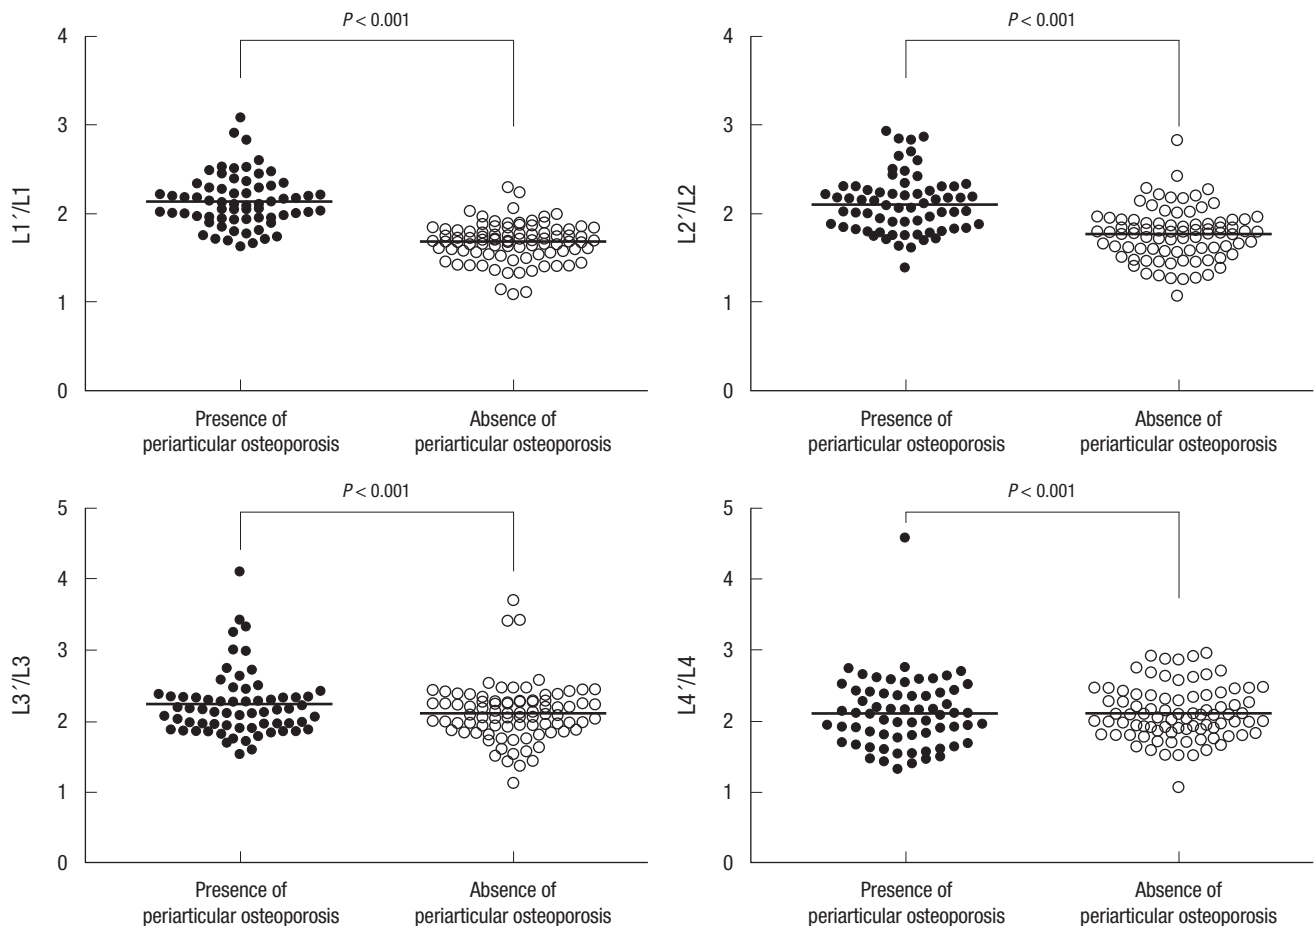 P < 0.001
4
3
2
1
0
L1´/L1
Presence of
periarticular osteoporosis
Absence of
periarticular osteoporosis
P < 0.001
4
3
2
1
0
L2´/L2
Presence of
periarticular osteoporosis
Absence of
periarticular osteoporosis
P < 0.001
5
4
3
2
1
0
L3´/L3
Presence of
periarticular osteoporosis
Absence of
periarticular osteoporosis
P < 0.001
5
4
3
2
1
0
L4´/L4
Presence of
periarticular osteoporosis
Absence of
periarticular osteoporosis